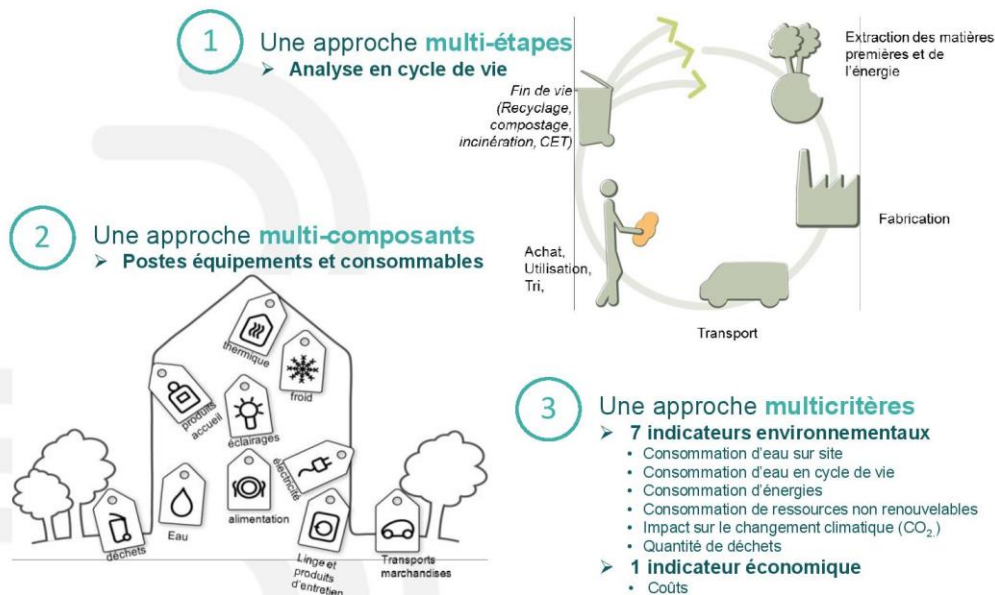 1
Une approche multi-étapes
➢ Analyse en cycle de vie
Extraction des matières
premières et de
l'énergie
Fin de vie
(Recyclage,
compostage,
incinération, CET)
Fabrication
Achat,
Utilisation,
Tri,
Transport
2
Une approche multi-composants
➢ Postes équipements et consommables
thermique
froid
produits
accueil
éclairages
électricité
alimentation
Eau
déchets
Linge et
produits
d'entretien
Transports
marchandises
3
Une approche multicritères
➢ 7 indicateurs environnementaux
• Consommation d'eau sur site
• Consommation d'eau en cycle de vie
• Consommation d'énergies
• Consommation de ressources non renouvelables
• Impact sur le changement climatique (CO2.)
• Quantité de déchets
➢ 1 indicateur économique
• Coûts